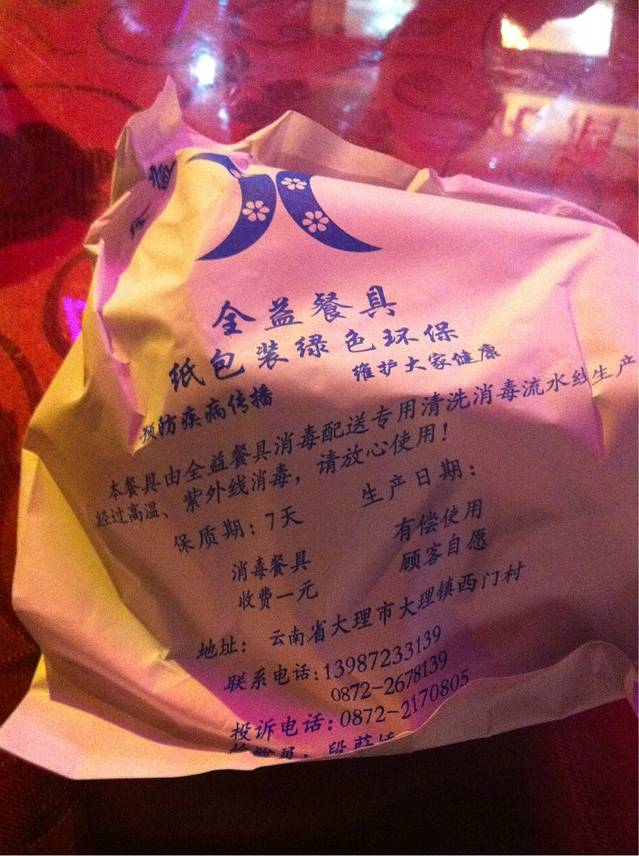 全益餐具
纸包装绿色环保
预防疾病传播 维护大家健康
本餐具由全益餐具消毒配送专用清洗消毒流水线生产
经过高温、紫外线消毒，请放心使用！
保质期：7天 生产日期：
消毒餐具 有偿使用
收费一元 顾客自愿
地址： 云南省大理市大理镇西门村
联系电话：13987233139
0872-2678139
投诉电话：0872-2170805